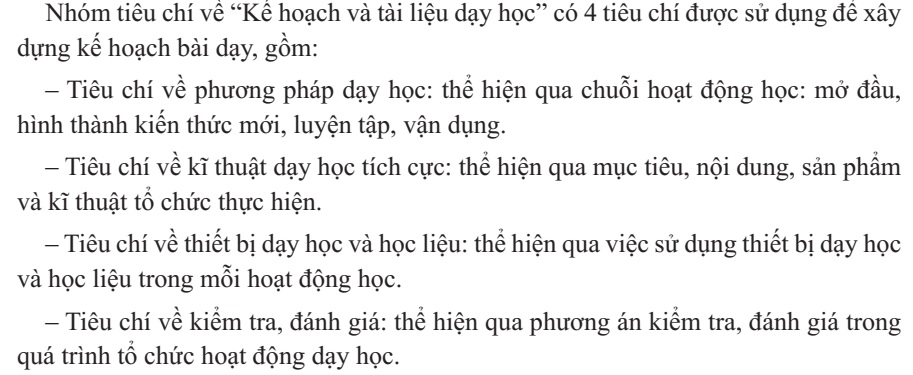 Nhóm tiêu chí về “Kế hoạch và tài liệu dạy học” có 4 tiêu chí được sử dụng để xây
dựng kế hoạch bài dạy, gồm:
– Tiêu chí về phương pháp dạy học: thể hiện qua chuỗi hoạt động học: mở đầu,
hình thành kiến thức mới, luyện tập, vận dụng.
– Tiêu chí về kĩ thuật dạy học tích cực: thể hiện qua mục tiêu, nội dung, sản phẩm
và kĩ thuật tổ chức thực hiện.
– Tiêu chí về thiết bị dạy học và học liệu: thể hiện qua việc sử dụng thiết bị dạy học
và học liệu trong mỗi hoạt động học.
– Tiêu chí về kiểm tra, đánh giá: thể hiện qua phương án kiểm tra, đánh giá trong
quá trình tổ chức hoạt động dạy học.